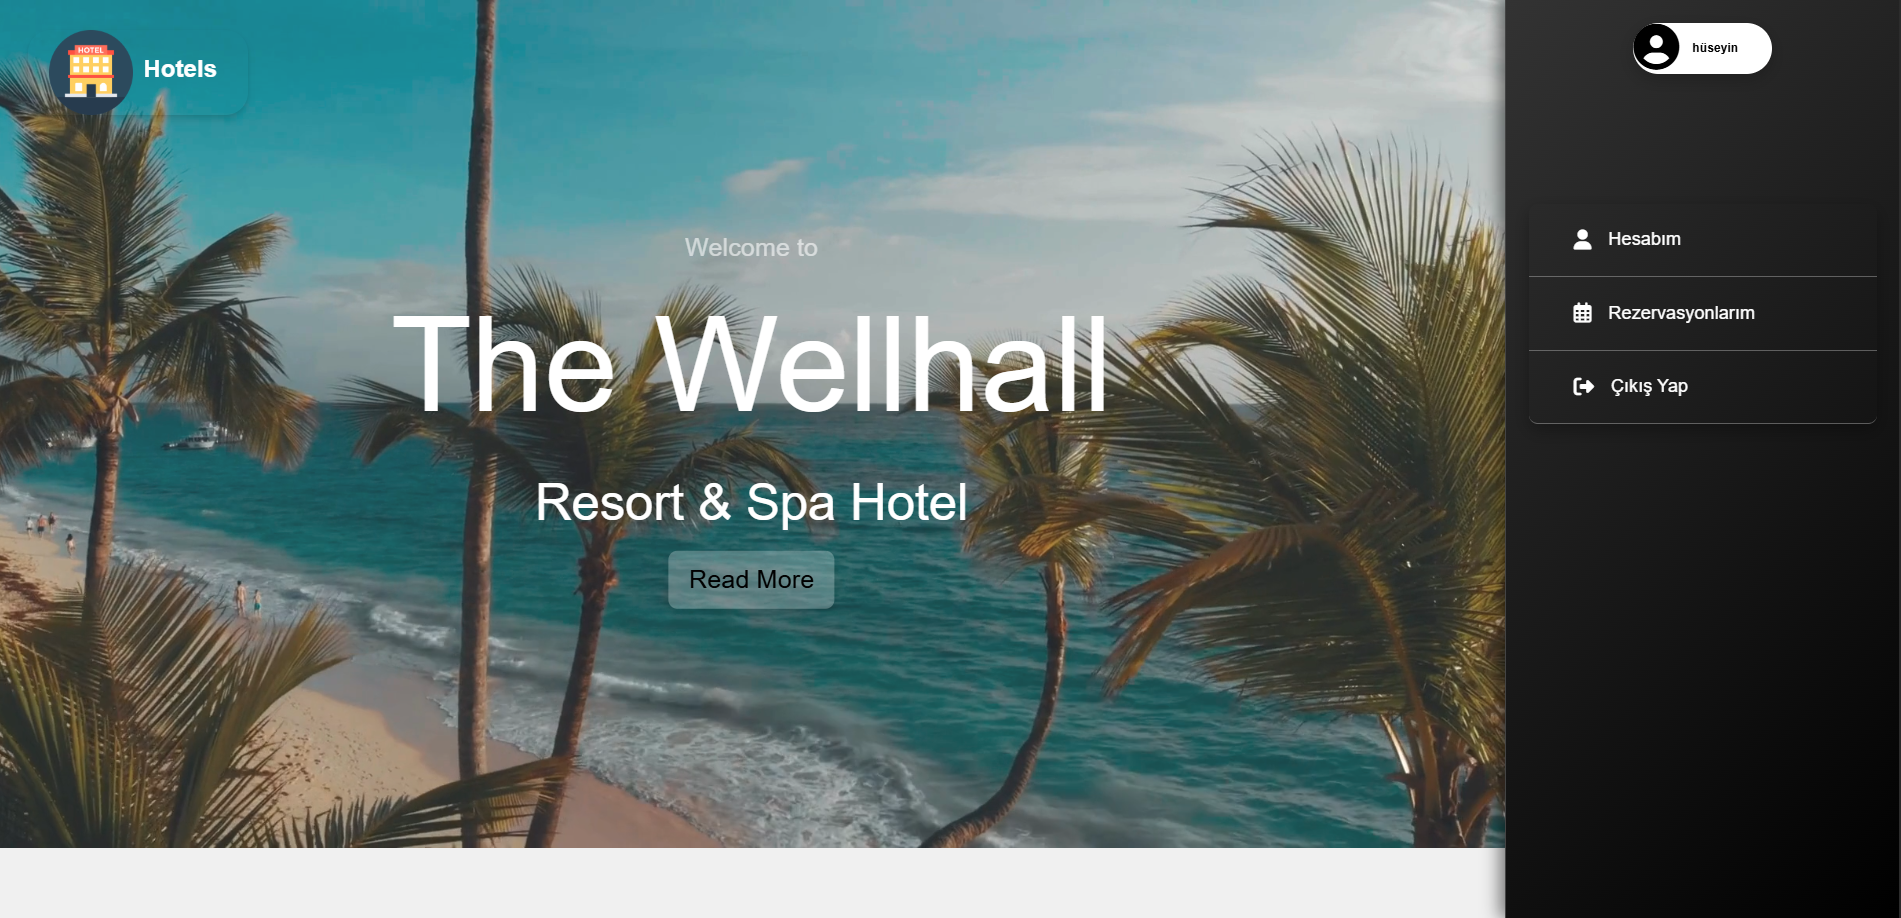 HOTEL
Hotels
hüseyin
Welcome to
The Wellhall
Resort & Spa Hotel
Read More
Hesabım
Rezervasyonlarım
Çıkış Yap